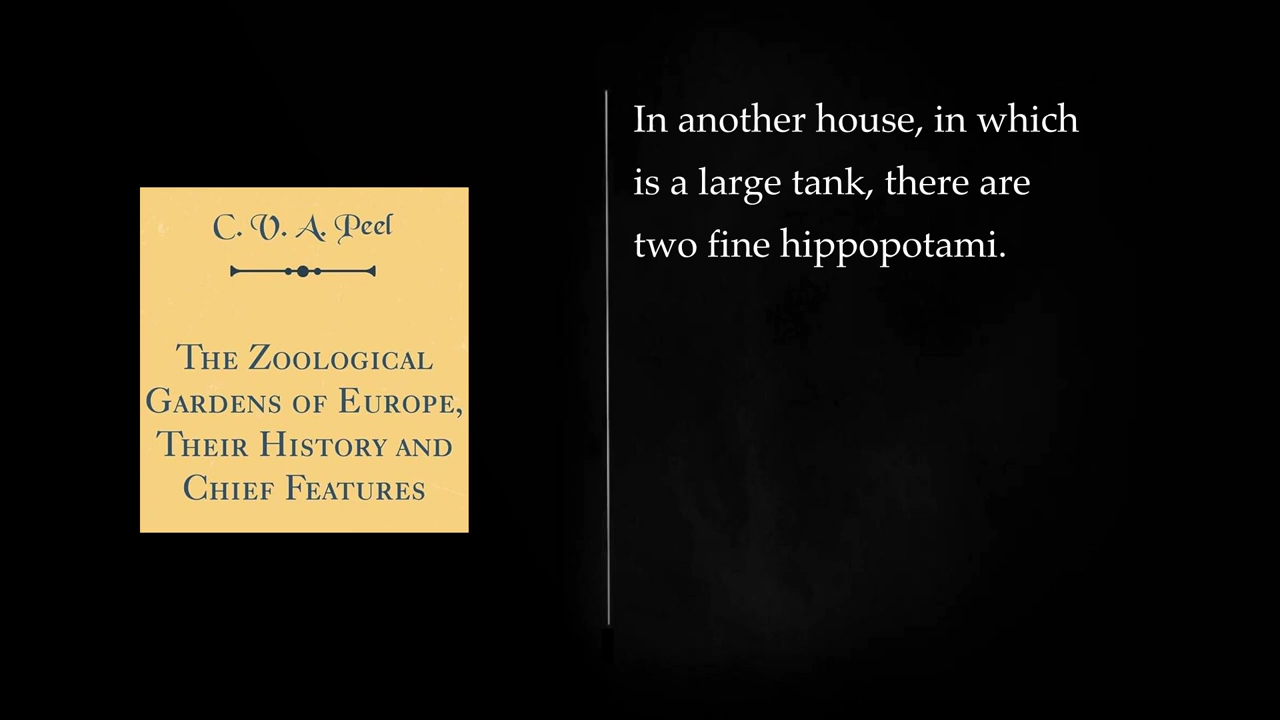 C. V. A. Peel
The Zoological
Gardens of Europe,
Their History and
Chief Features
In another house, in which
is a large tank, there are
two fine hippopotami.